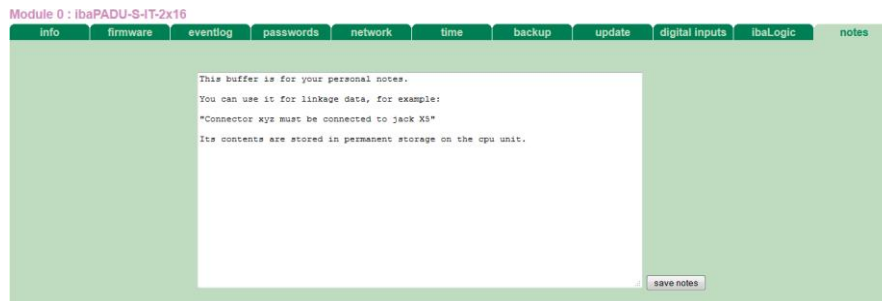 Module 0 : ibaPADU-S-IT-2x16
info firmware eventlog passwords network time backup update digital inputs ibaLogic notes
This buffer is for your personal notes.
You can use it for linkage data, for example:
"Connector xyz must be connected to jack X5"
Its contents are stored in permanent storage on the cpu unit.
save notes